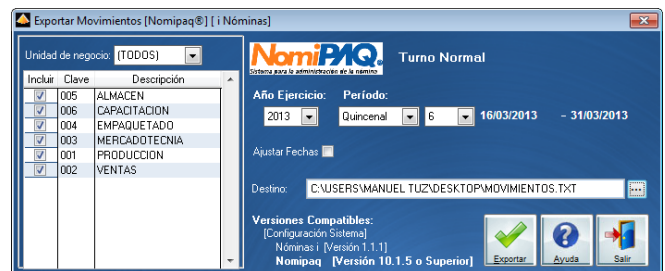 Exportar Movimientos [Nomipaq®] [ i Nóminas]
Unidad de negocio: (TODOS)
Incluir Clave Descripción
005 ALMACEN
006 CAPACITACION
004 EMPAQUETADO
003 MERCADOTECNIA
001 PRODUCCION
002 VENTAS
NomiPAQ® Turno Normal
Sistema para la administración de la nómina
Año Ejercicio: Período:
2013 Quincenal 6 16/03/2013 - 31/03/2013
Ajustar Fechas
Destino: C:\USERS\MANUEL TUZ\DESKTOP\MOVIMIENTOS.TXT ...
Versiones Compatibles:
[Configuración Sistema]
Nóminas i [Versión 1.1.1]
Nomipaq [Versión 10.1.5 o Superior]
Exportar Ayuda Salir